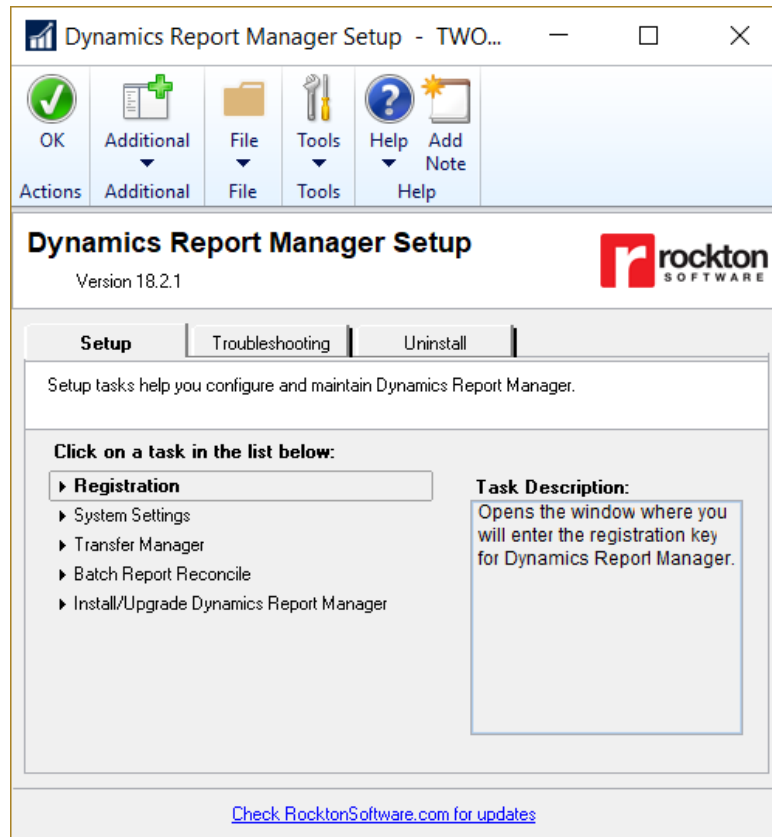 Dynamics Report Manager Setup - TWO...
OK
Additional
File
Tools
Help
Add
Note
Actions
Additional
File
Tools
Help
Dynamics Report Manager Setup
Version 18.2.1
rockton
SOFTWARE
Setup
Troubleshooting
Uninstall
Setup tasks help you configure and maintain Dynamics Report Manager.
Click on a task in the list below:
Registration
System Settings
Transfer Manager
Batch Report Reconcile
Install/Upgrade Dynamics Report Manager
Task Description:
Opens the window where you
will enter the registration key
for Dynamics Report Manager.
Check RocktonSoftware.com for updates